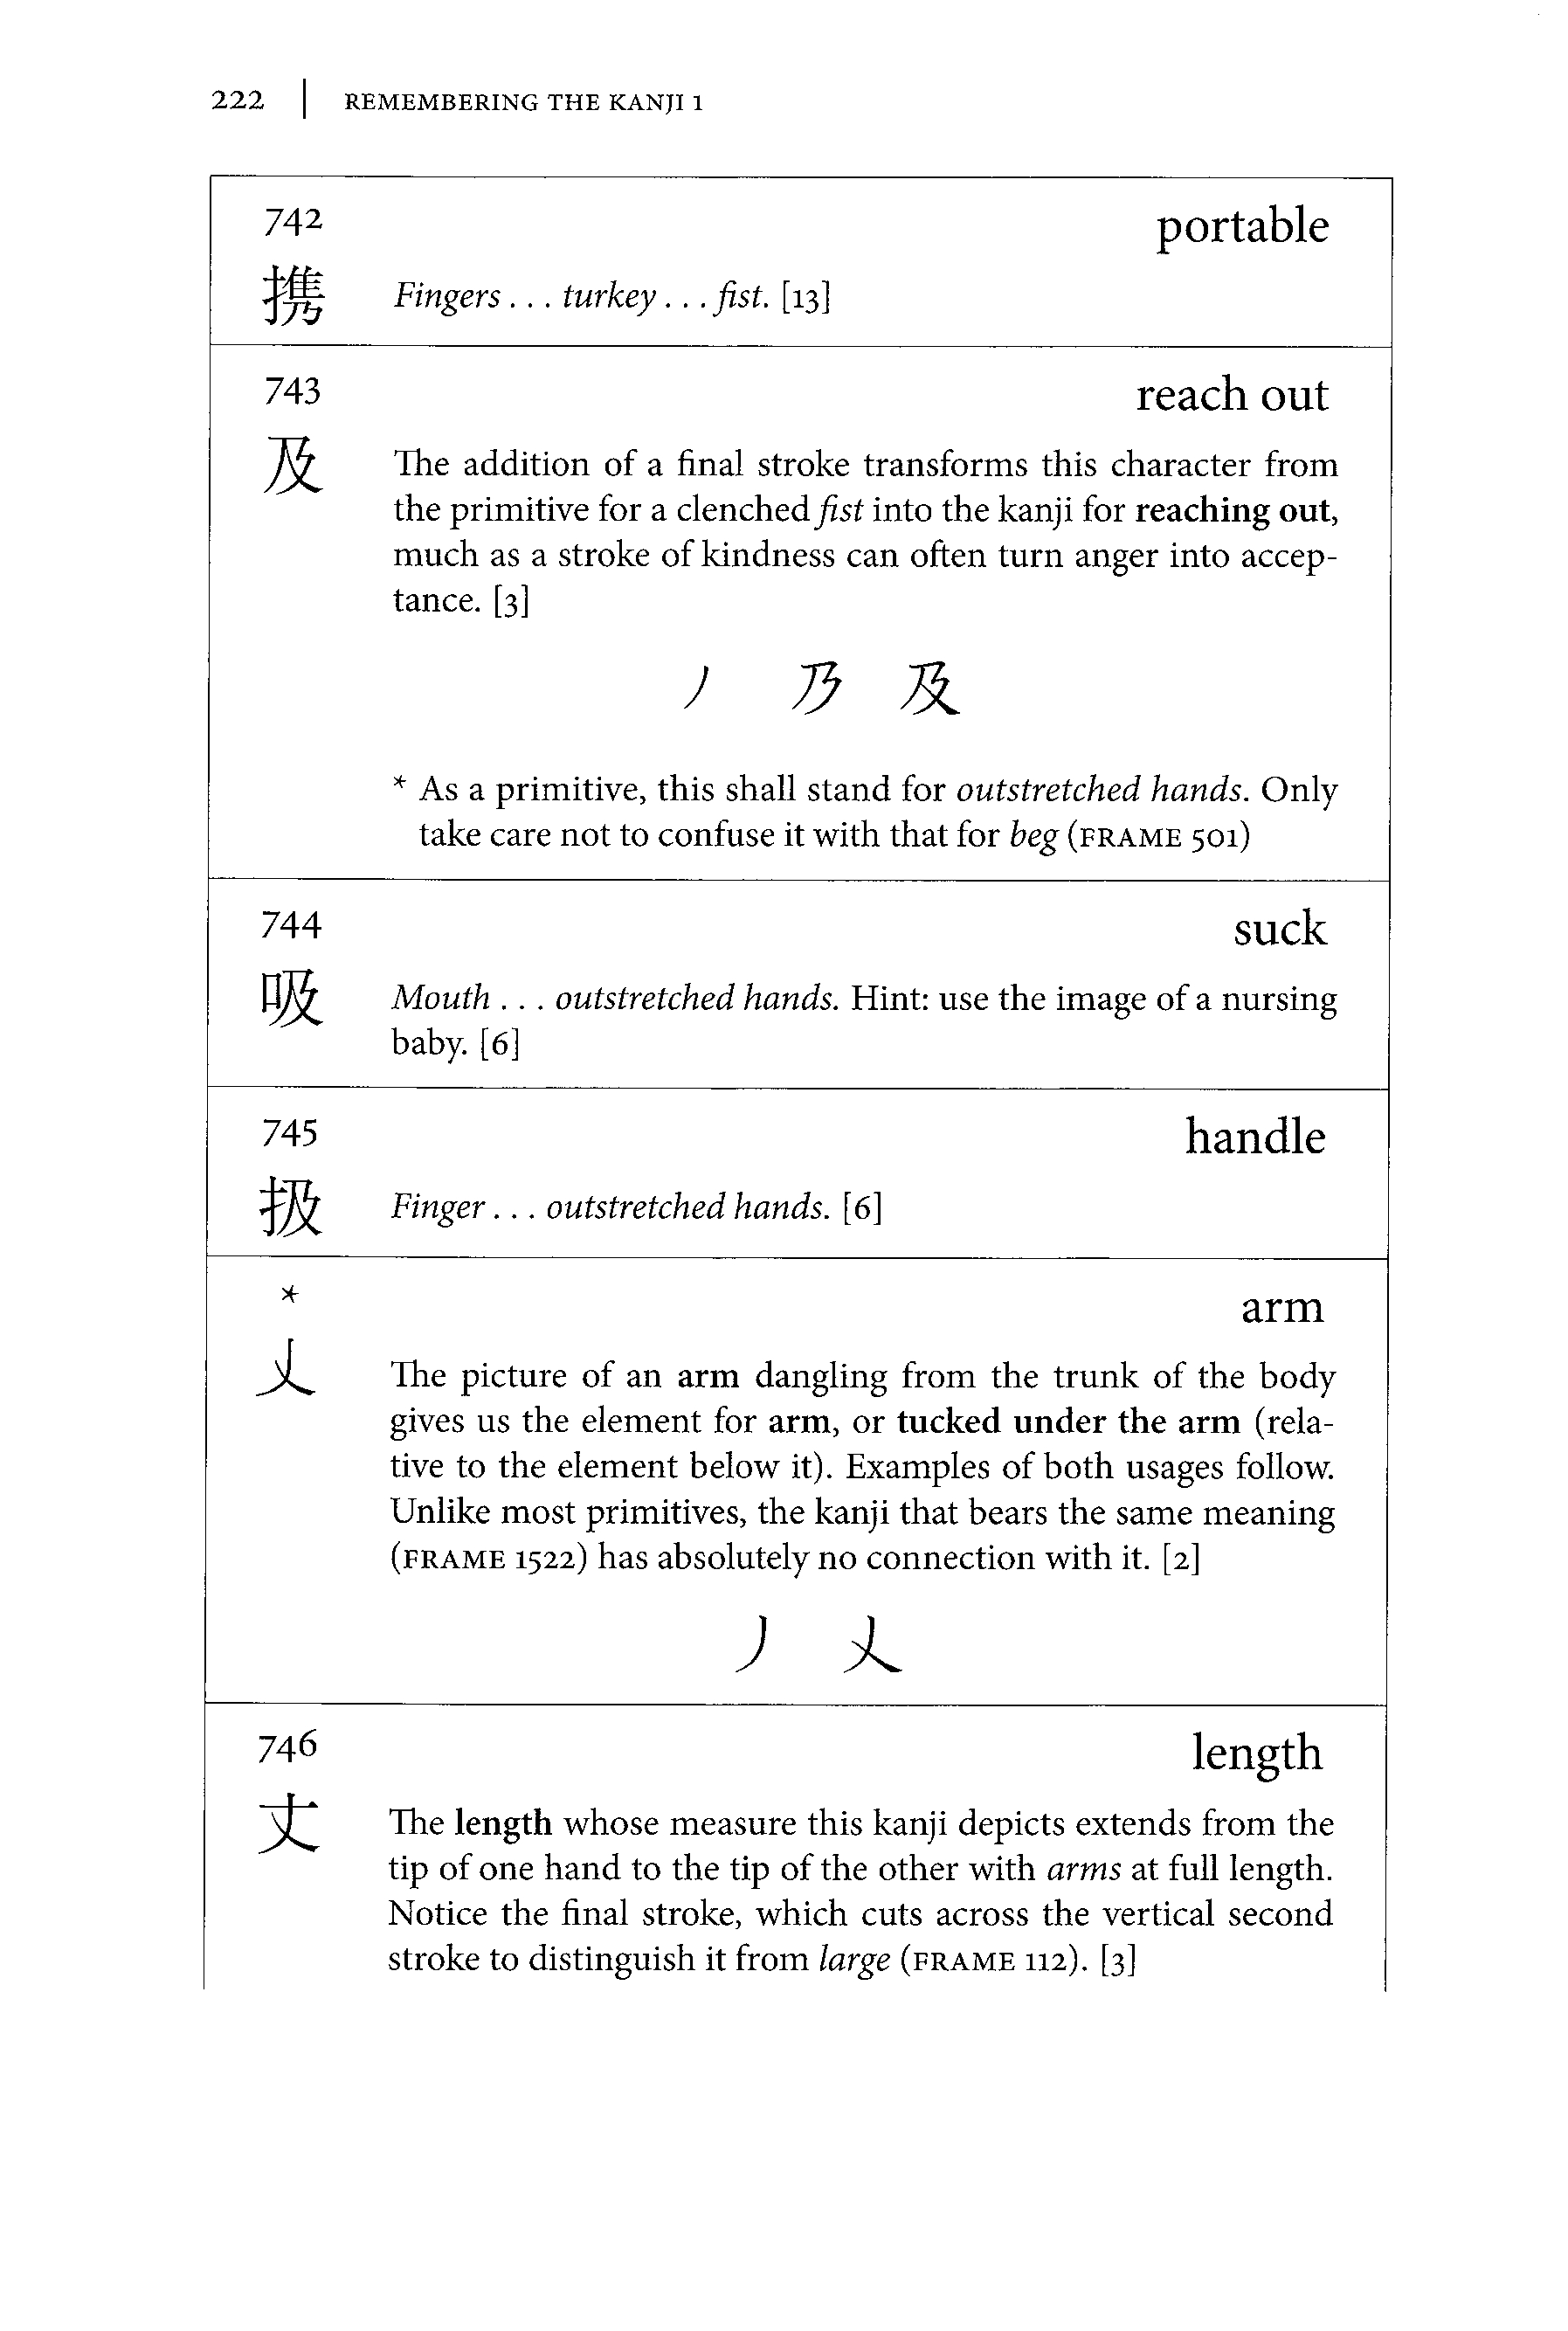 222 | REMEMBERING THE KANJI 1
742 portable
携 Fingers . . . turkey . . . fist. [13]
743 reach out
及 The addition of a final stroke transforms this character from
the primitive for a clenched fist into the kanji for reaching out,
much as a stroke of kindness can often turn anger into accep-
tance. [3]
丿 乃 及
* As a primitive, this shall stand for outstretched hands. Only
take care not to confuse it with that for beg (FRAME 501)
744 suck
吸 Mouth . . . outstretched hands. Hint: use the image of a nursing
baby. [6]
745 handle
扱 Finger . . . outstretched hands. [6]
* arm
乂 The picture of an arm dangling from the trunk of the body
gives us the element for arm, or tucked under the arm (rela-
tive to the element below it). Examples of both usages follow.
Unlike most primitives, the kanji that bears the same meaning
(FRAME 1522) has absolutely no connection with it. [2]
丿 乂
746 length
丈 The length whose measure this kanji depicts extends from the
tip of one hand to the tip of the other with arms at full length.
Notice the final stroke, which cuts across the vertical second
stroke to distinguish it from large (FRAME 112). [3]